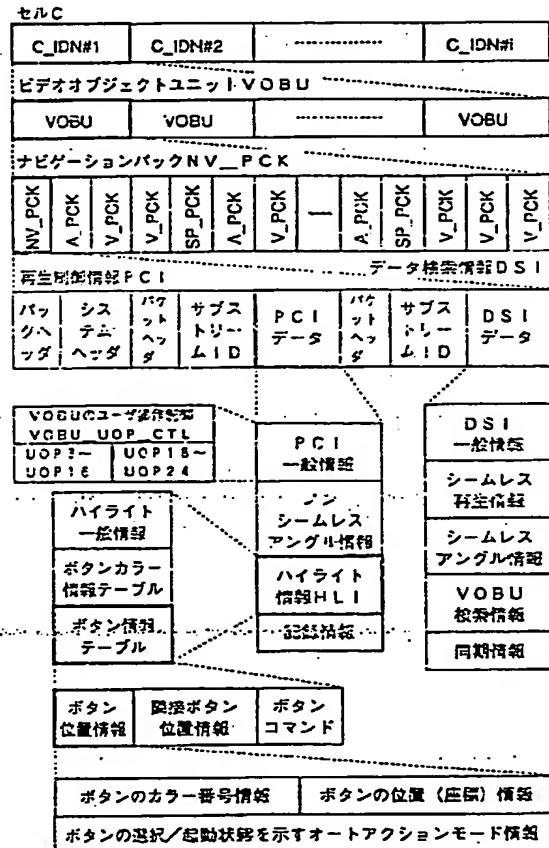 セルC
C_IDN#1 C_IDN#2 C_IDN#i
ビデオオブジェクトユニットVOBU
VOBU VOBU VOBU
ナビゲーションパックNV_PCK
NV_PCK A_PCK V_PCK V_PCK SP_PCK A_PCK V_PCK — A_PCK SP_PCK V_PCK V_PCK V_PCK
再生制御情報PCI データ検索情報DSI
パックヘッダ システムヘッダ パケットヘッダ サブストリームID PCIデータ パケットヘッダ サブストリームID DSIデータ
VOBUのユーザ操作制御
VOBU_UOP_CTL
UOP3~ UOP18~
UOP16 UOP24
PCI
一般情報
ノン
シームレス
アングル情報
ハイライト
情報HLI
記録情報
DSI
一般情報
シームレス
再生情報
シームレス
アングル情報
VOBU
検索情報
同期情報
ハイライト
一般情報
ボタンカラー
情報テーブル
ボタン情報
テーブル
ボタン 隣接ボタン ボタン
位置情報 位置情報 コマンド
ボタンのカラー番号情報 ボタンの位置(座標)情報
ボタンの選択/起動状態を示すオートアクションモード情報